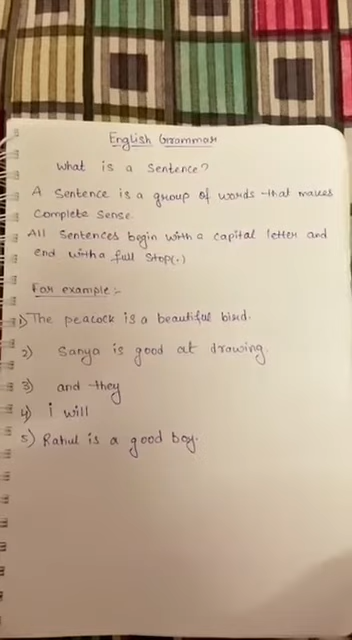 English Grammar
What is a Sentence?
A Sentence is a group of words that makes
Complete Sense
All Sentences begin with a capital letter and
end with a full Stop(.)
For example:-
1) The peacock is a beautiful bird.
2) Sanya is good at drawing.
3) and they
4) i will
5) Rahul is a good boy.